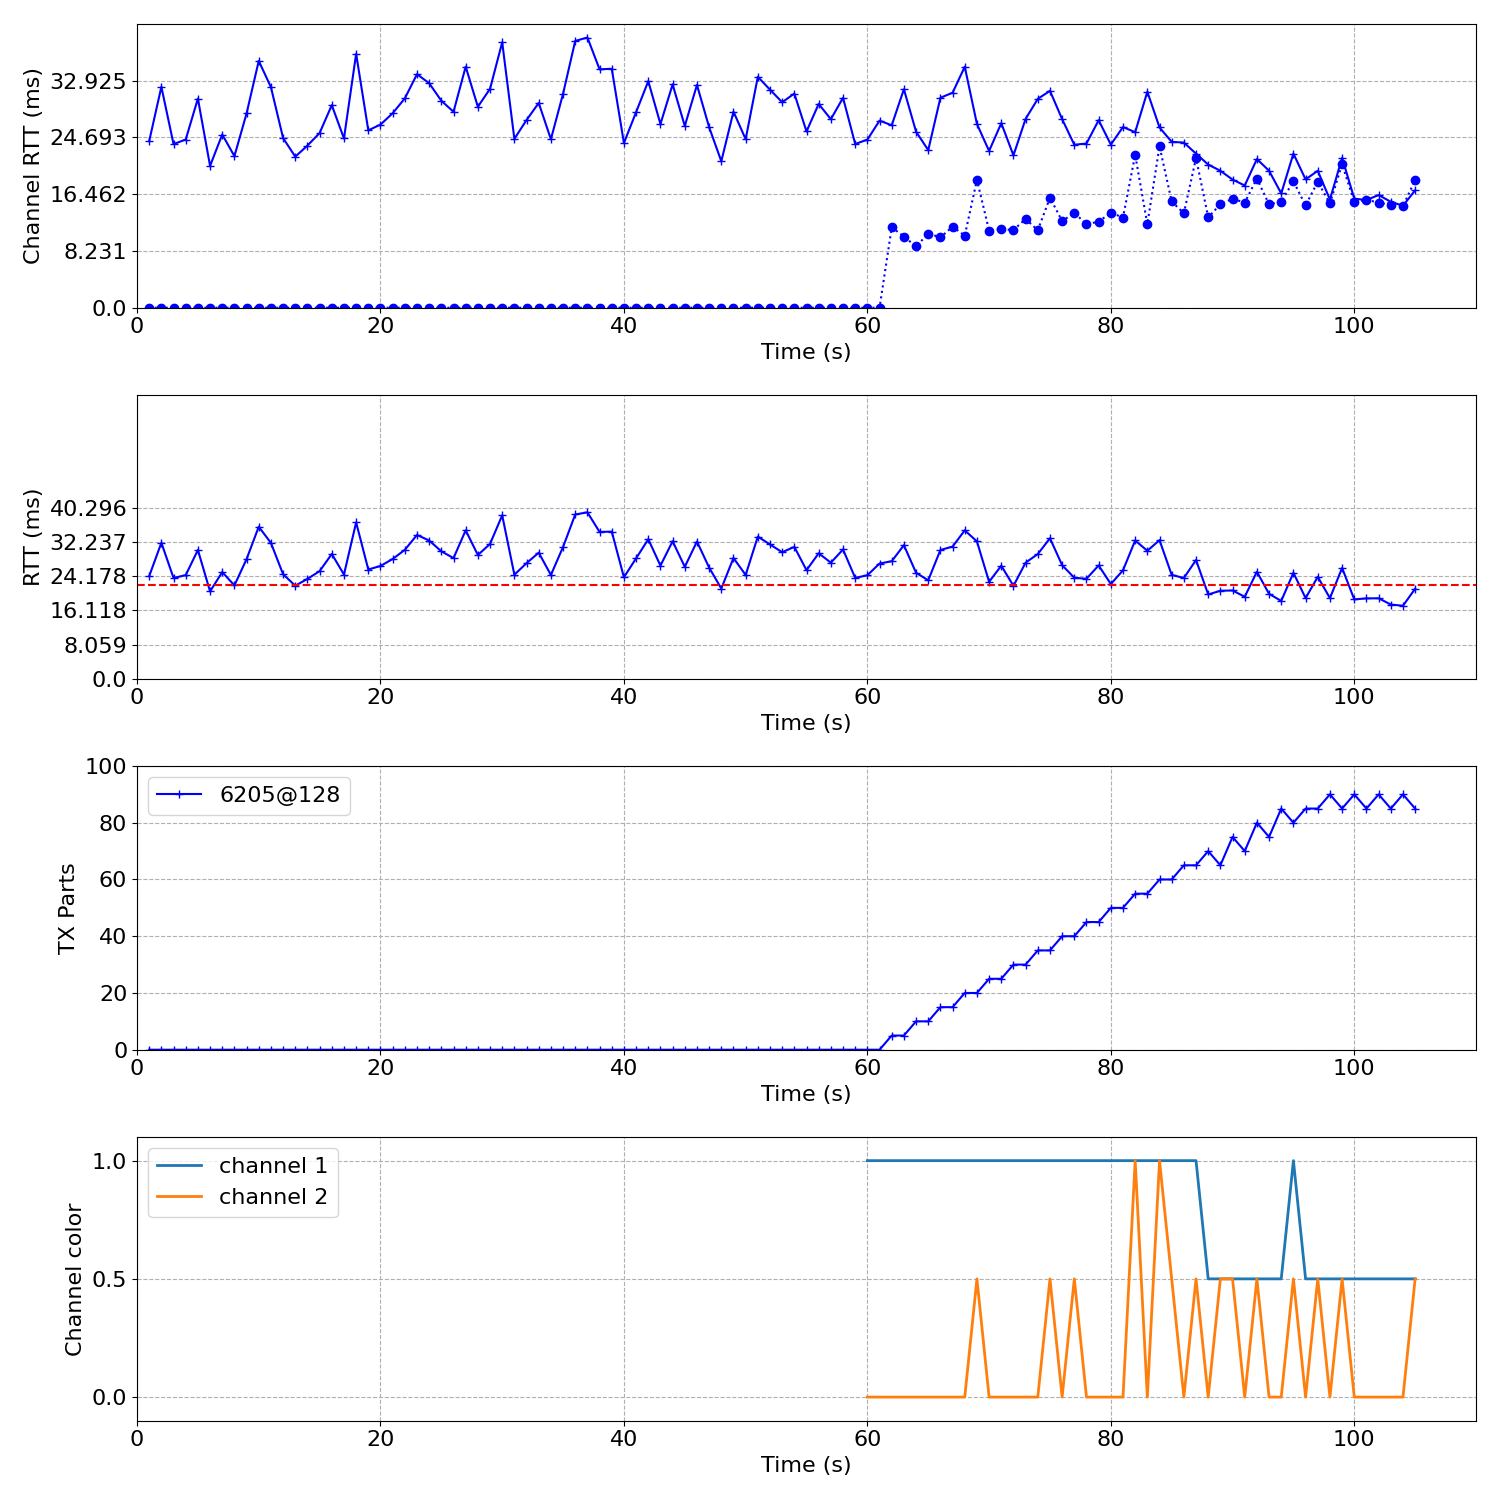 Channel RTT (ms)
32.925
24.693
16.462
8.231
0.0
0 20 40 60 80 100
Time (s)
RTT (ms)
40.296
32.237
24.178
16.118
8.059
0.0
0 20 40 60 80 100
Time (s)
TX Parts
100
80
60
40
20
0
6205@128
0 20 40 60 80 100
Time (s)
Channel color
1.0
0.5
0.0
channel 1
channel 2
0 20 40 60 80 100
Time (s)